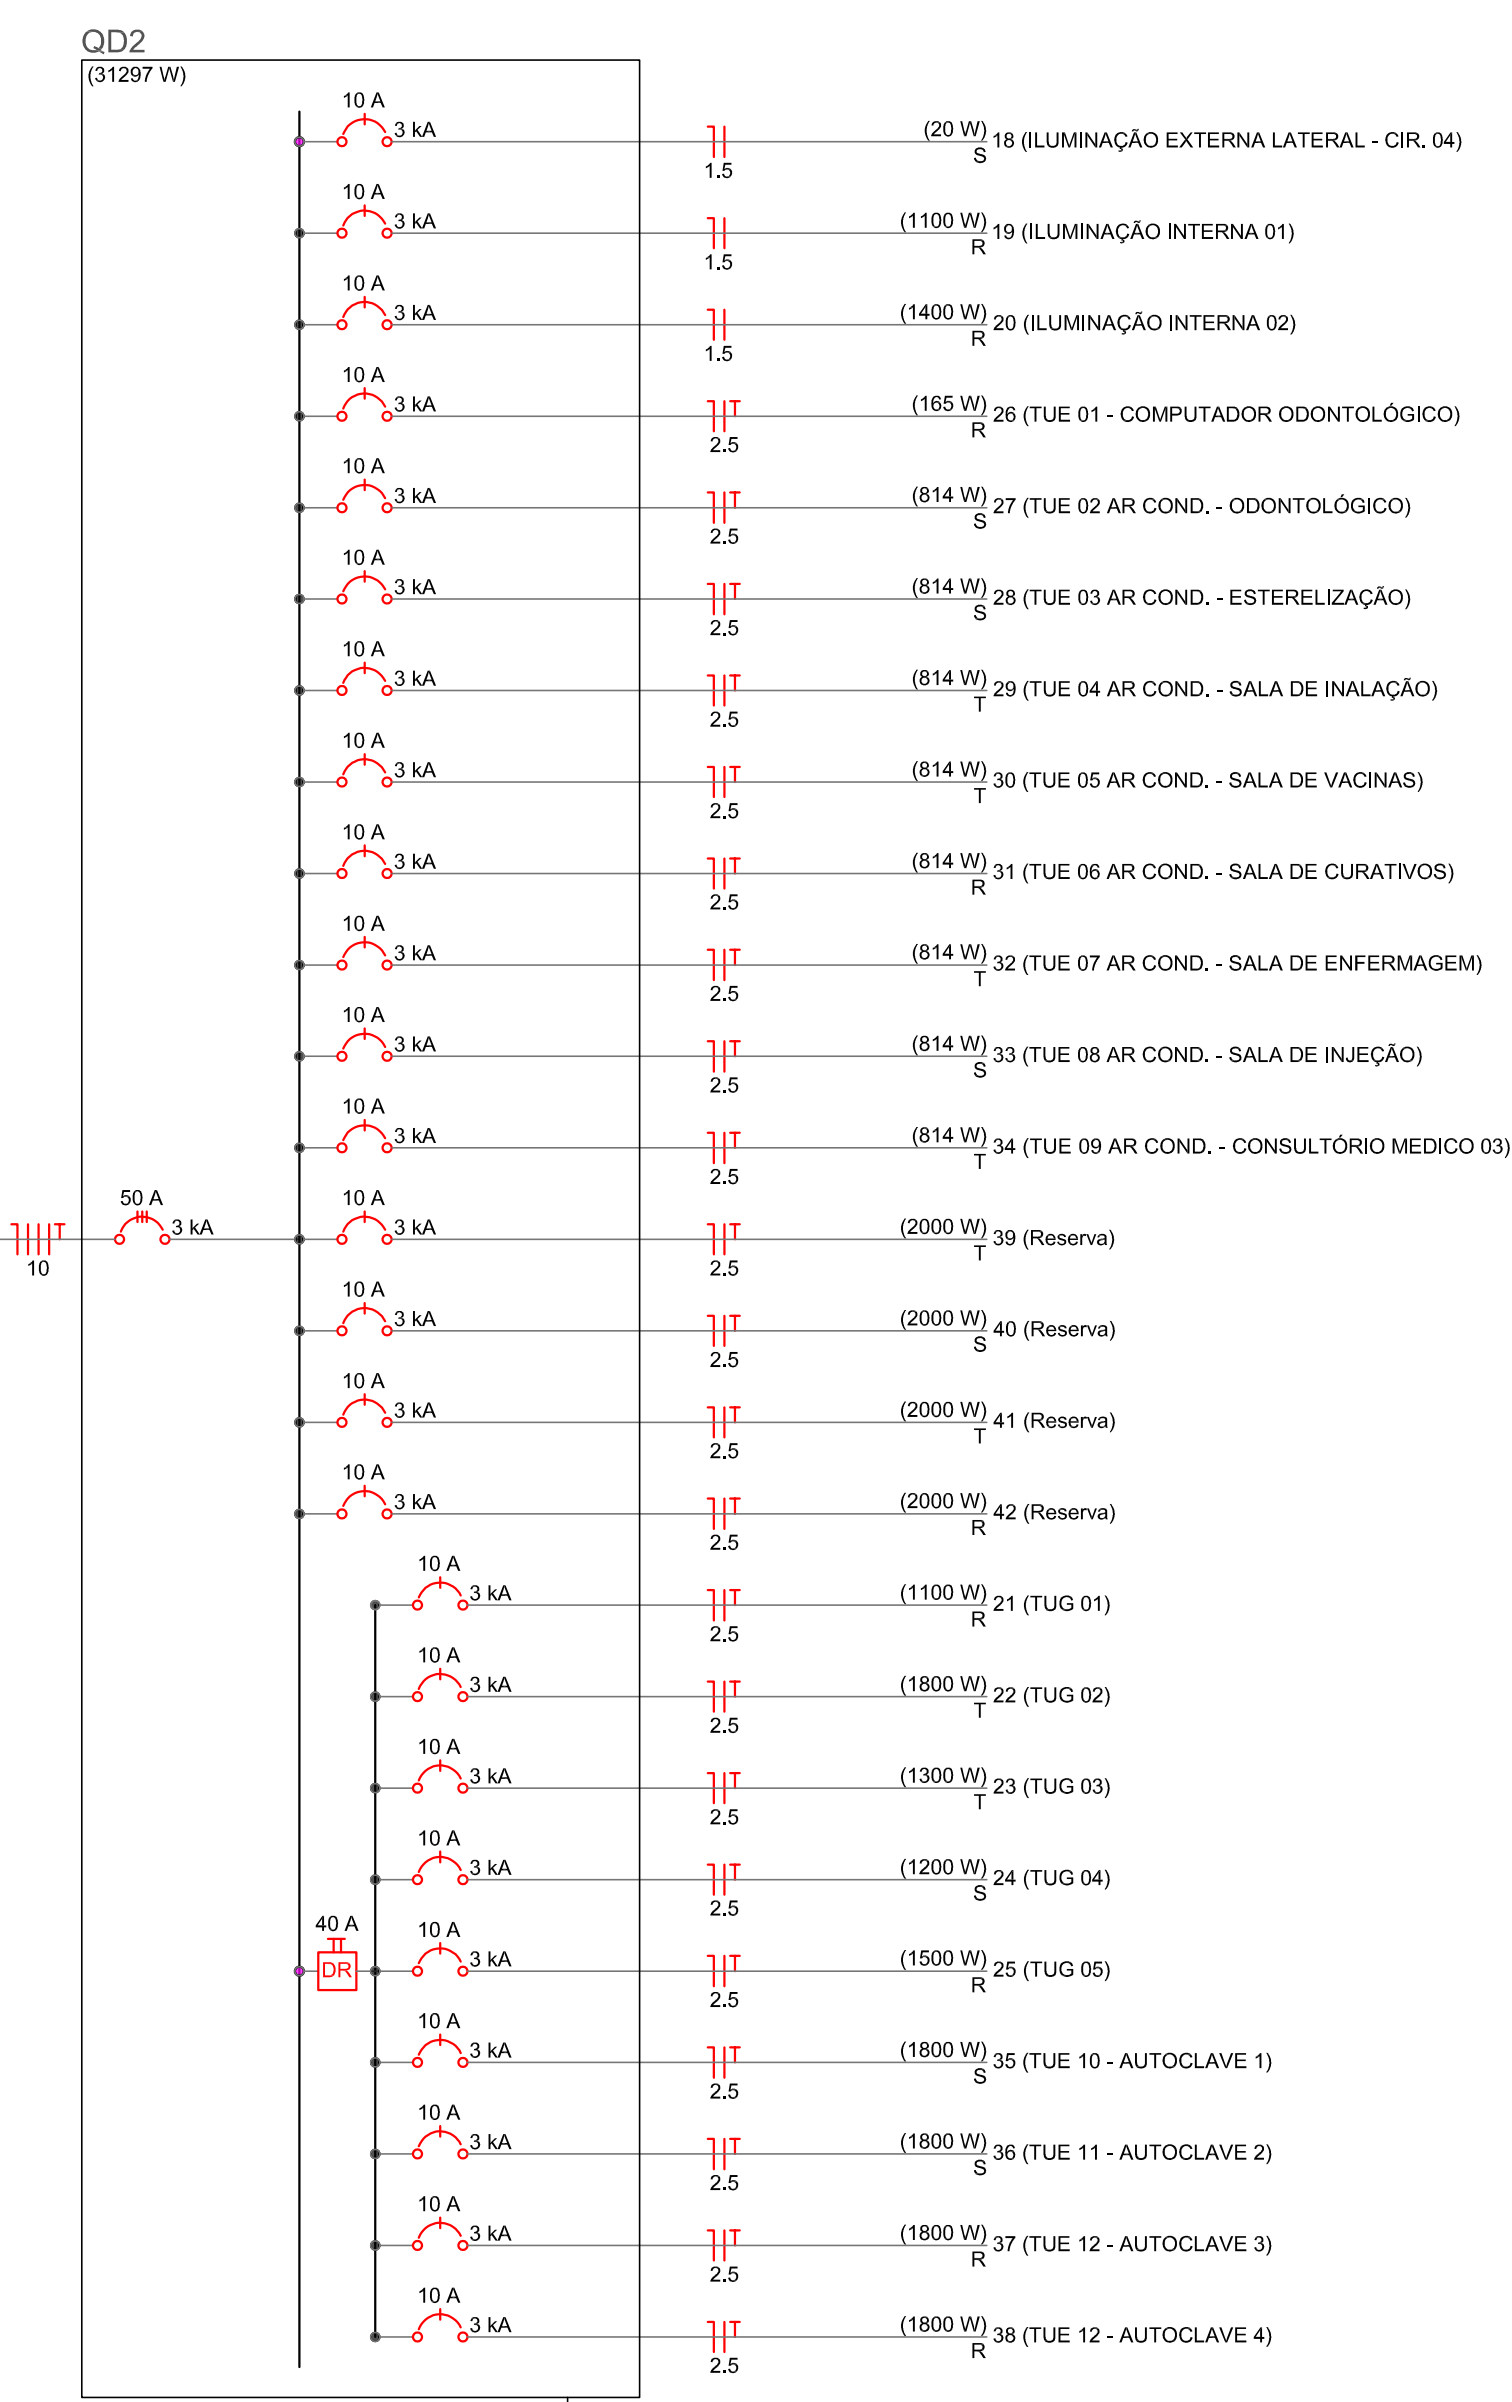 QD2
(31297 W)
10 A
3 kA
1.5
(20 W)
S
18 (ILUMINAÇÃO EXTERNA LATERAL - CIR. 04)
10 A
3 kA
1.5
(1100 W)
R
19 (ILUMINAÇÃO INTERNA 01)
10 A
3 kA
1.5
(1400 W)
R
20 (ILUMINAÇÃO INTERNA 02)
10 A
3 kA
T
2.5
(165 W)
R
26 (TUE 01 - COMPUTADOR ODONTOLÓGICO)
10 A
3 kA
T
2.5
(814 W)
S
27 (TUE 02 AR COND. - ODONTOLÓGICO)
10 A
3 kA
T
2.5
(814 W)
S
28 (TUE 03 AR COND. - ESTERELIZAÇÃO)
10 A
3 kA
T
2.5
(814 W)
T
29 (TUE 04 AR COND. - SALA DE INALAÇÃO)
10 A
3 kA
T
2.5
(814 W)
T
30 (TUE 05 AR COND. - SALA DE VACINAS)
10 A
3 kA
T
2.5
(814 W)
R
31 (TUE 06 AR COND. - SALA DE CURATIVOS)
10 A
3 kA
T
2.5
(814 W)
T
32 (TUE 07 AR COND. - SALA DE ENFERMAGEM)
10 A
3 kA
T
2.5
(814 W)
S
33 (TUE 08 AR COND. - SALA DE INJEÇÃO)
10 A
3 kA
T
2.5
(814 W)
T
34 (TUE 09 AR COND. - CONSULTÓRIO MEDICO 03)
T
10
50 A
3 kA
10 A
3 kA
T
2.5
(2000 W)
T
39 (Reserva)
10 A
3 kA
T
2.5
(2000 W)
S
40 (Reserva)
10 A
3 kA
T
2.5
(2000 W)
T
41 (Reserva)
10 A
3 kA
T
2.5
(2000 W)
R
42 (Reserva)
10 A
3 kA
T
2.5
(1100 W)
R
21 (TUG 01)
10 A
3 kA
T
2.5
(1800 W)
T
22 (TUG 02)
10 A
3 kA
T
2.5
(1300 W)
T
23 (TUG 03)
10 A
3 kA
T
2.5
(1200 W)
S
24 (TUG 04)
40 A
DR
10 A
3 kA
T
2.5
(1500 W)
R
25 (TUG 05)
10 A
3 kA
T
2.5
(1800 W)
S
35 (TUE 10 - AUTOCLAVE 1)
10 A
3 kA
T
2.5
(1800 W)
S
36 (TUE 11 - AUTOCLAVE 2)
10 A
3 kA
T
2.5
(1800 W)
R
37 (TUE 12 - AUTOCLAVE 3)
10 A
3 kA
T
2.5
(1800 W)
R
38 (TUE 12 - AUTOCLAVE 4)